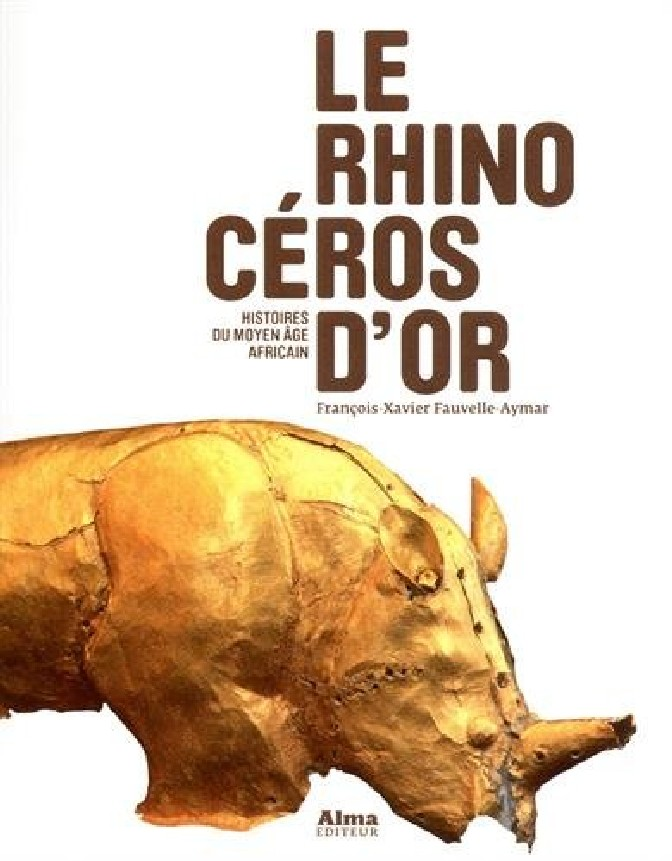 LE
RHINO
CÉROS
D'OR
HISTOIRES
DU MOYEN ÂGE
AFRICAIN
François-Xavier Fauvelle-Aymar
Alma
EDITEUR